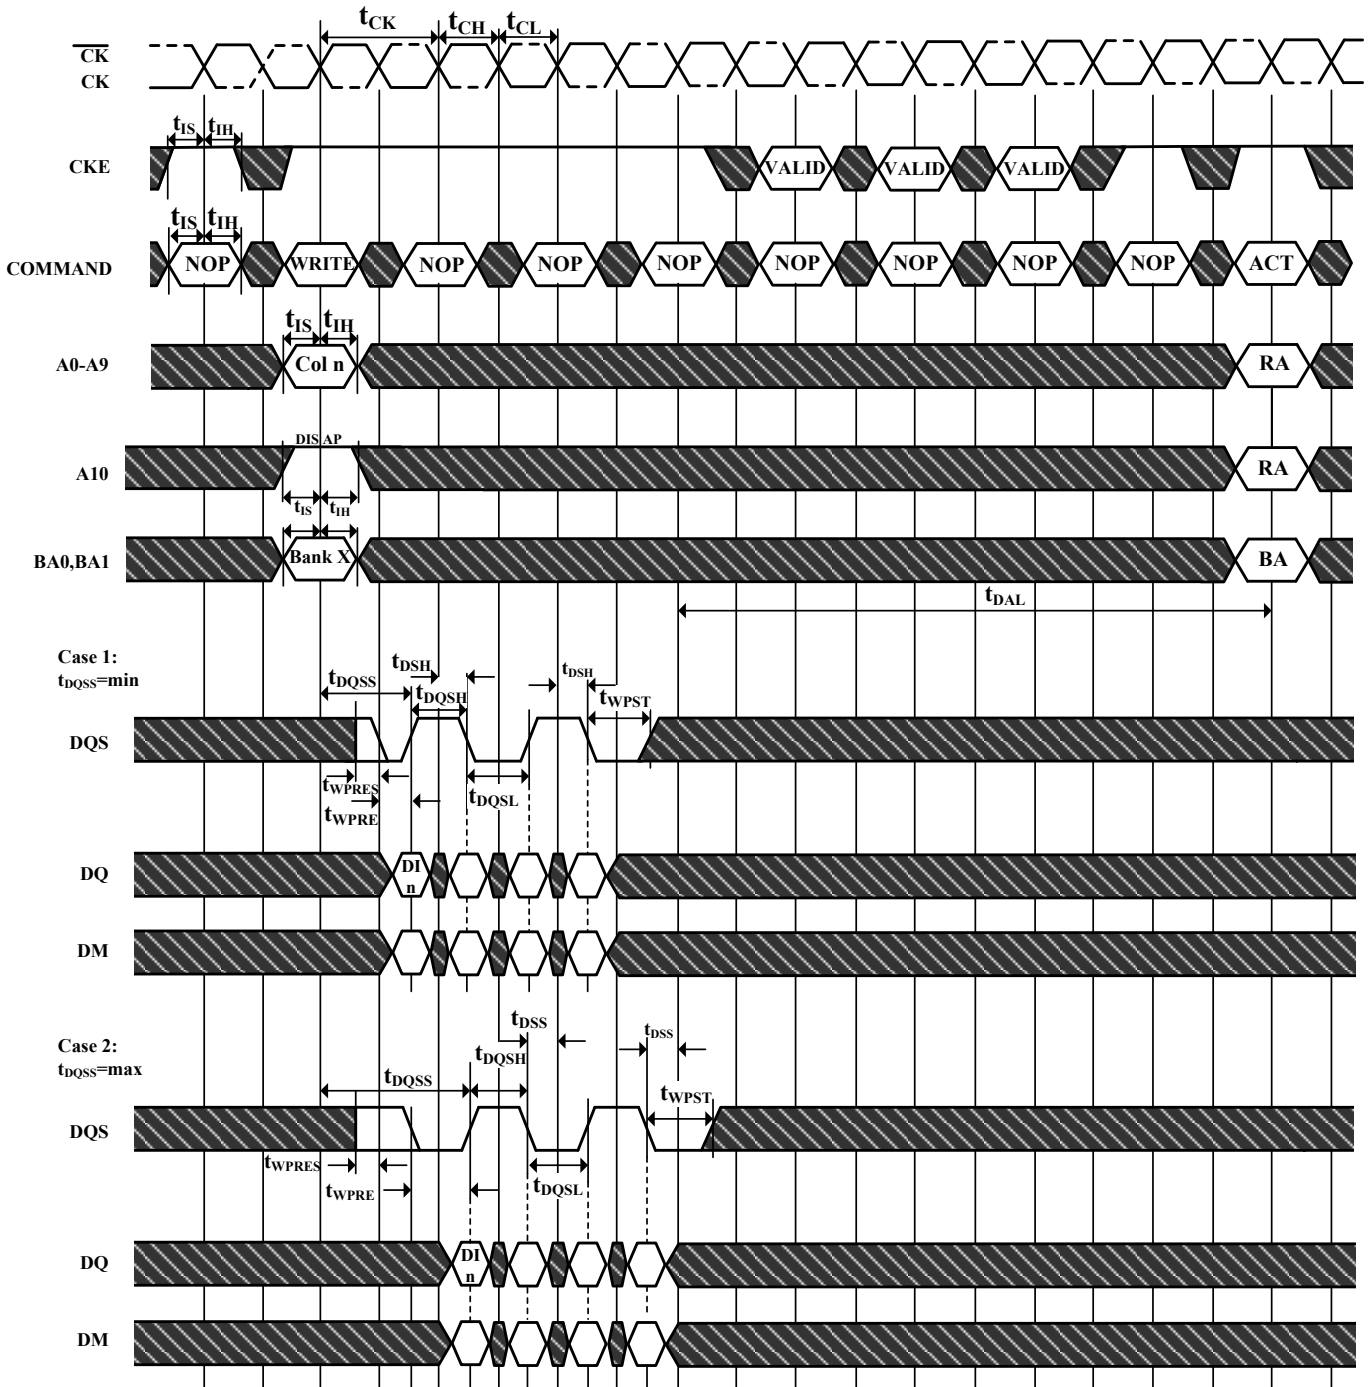 tCK tCH tCL
CK
CK
tIS tIH
CKE VALID VALID VALID
tIS tIH
COMMAND NOP WRITE NOP NOP NOP NOP NOP NOP NOP ACT
tIS tIH
A0-A9 Col n RA
DIS AP
A10 RA
tIS tIH
BA0,BA1 Bank X BA
tDAL
Case 1:
tDQSS=min
tDQSS tDSH tDSH
tDQSH tWPST
DQS
tWPRES tDQSL
tWPRE
DQ DI
n
DM
Case 2:
tDQSS=max
tDSS tDSS
tDQSS tDQSH
tWPST
DQS
tWPRES tWPRE tDQSL
DQ DI
n
DM